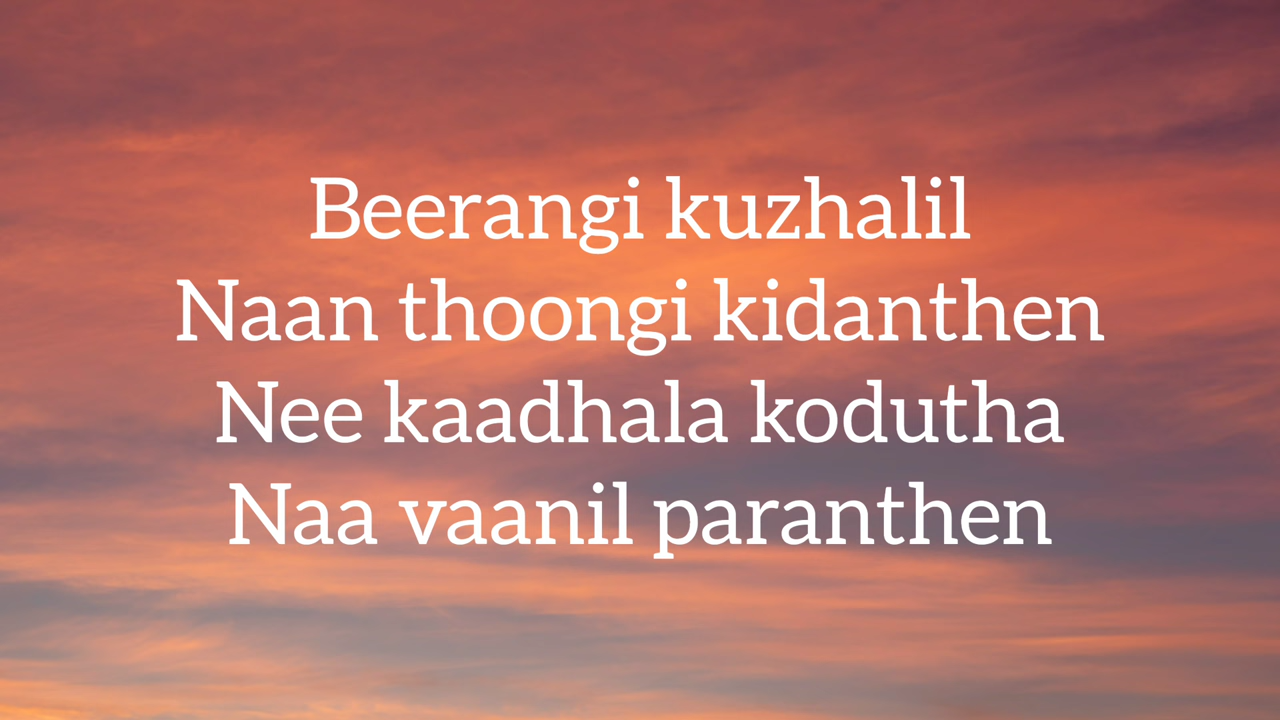 Beerangi kuzhalil
Naan thoongi kidanthen
Nee kaadhala kodutha
Naa vaanil paranthen